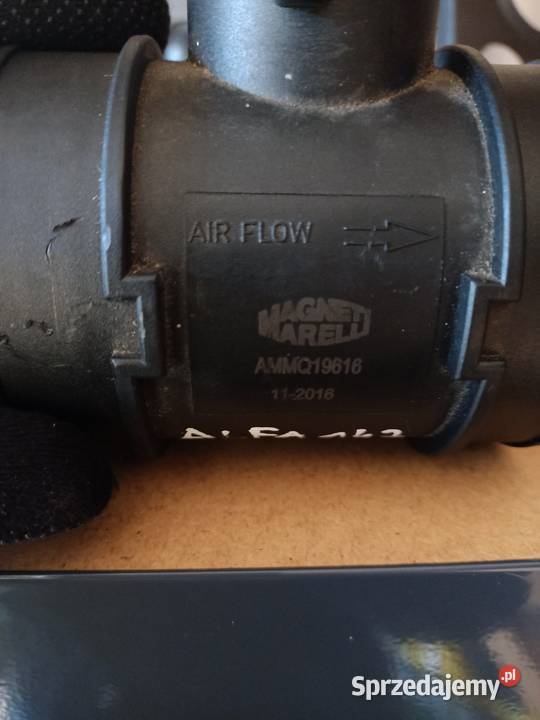 AIR FLOW
MAGNETI
MARELLI
AMMQ19616
11-2016
Sprzedajemy.pl